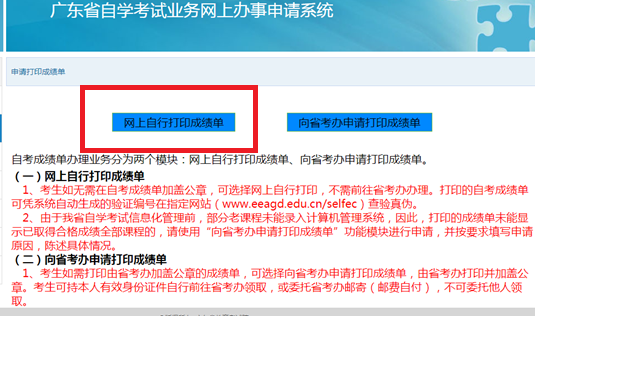 广东省自学考试业务网上办事申请系统
申请打印成绩单
网上自行打印成绩单 向省考办申请打印成绩单
自考成绩单办理业务分为两个模块：网上自行打印成绩单、向省考办申请打印成绩单。
（一）网上自行打印成绩单
1、考生如无需在自考成绩单加盖公章，可选择网上自行打印，不需前往省考办办理。打印的自考成绩单
可凭系统自动生成的验证编号在指定网站（www.eeagd.edu.cn/selfec）查验真伪。
2、由于我省自学考试信息化管理前，部分老课程未能录入计算机管理系统，因此，打印的成绩单未能显
示已取得合格成绩全部课程的，请使用“向省考办申请打印成绩单”功能模块进行申请，并按要求填写申请
原因，陈述具体情况。
（二）向省考办申请打印成绩单
1、考生如需打印由省考办加盖公章的成绩单，可选择向省考办申请打印成绩单，由省考办打印并加盖公
章。考生可持本人有效身份证件自行前往省考办领取，或委托省考办邮寄（邮费自付），不可委托他人领
取。